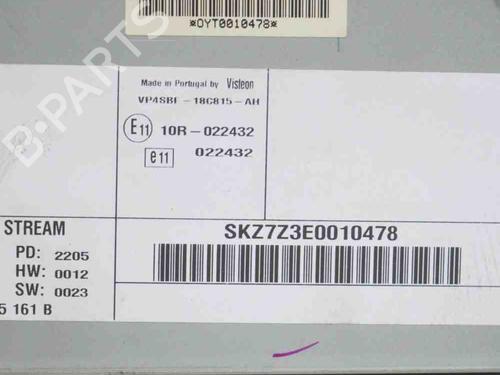 *OYT0010478*
Made in Portugal by Visteon
VP4SBF-18C815-AH
E11 10R-022432
e11 022432
STREAM
SKZ7Z3E0010478
PD: 2205
HW: 0012
SW: 0023
5 161 B